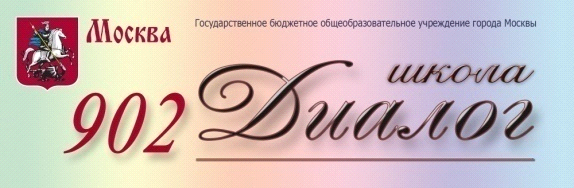 Москва
Государственное бюджетное общеобразовательное учреждение города Москвы
школа
902 Диалог